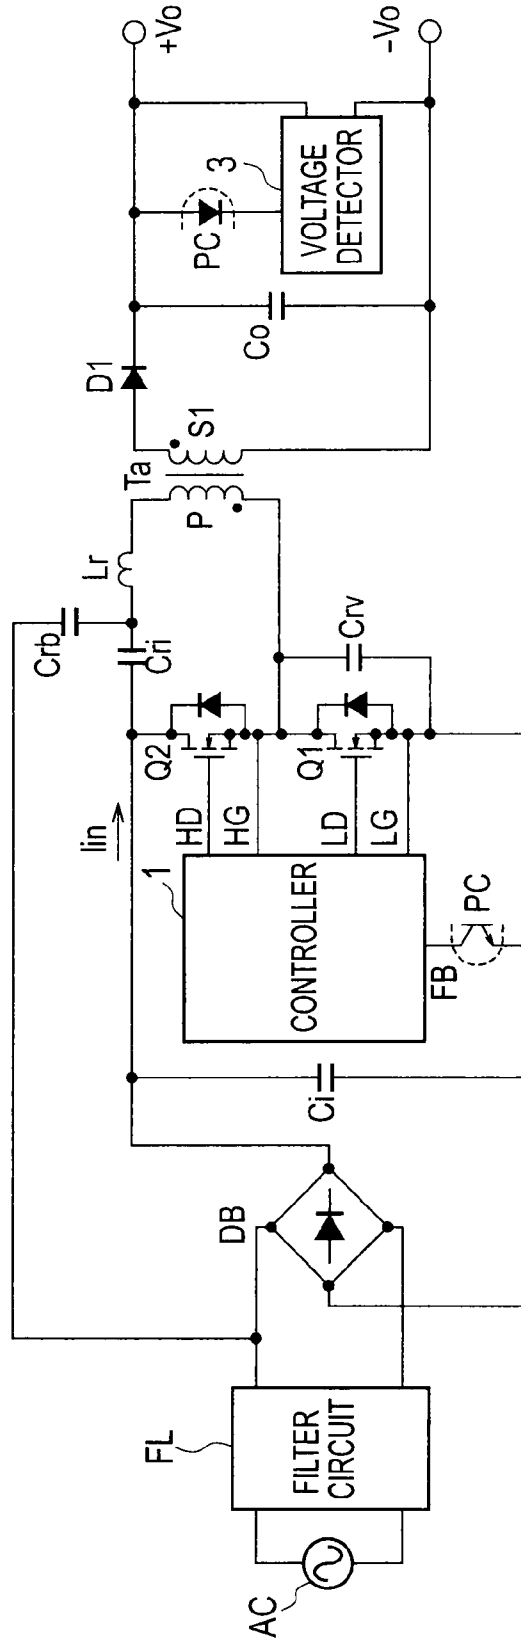 AC
FL
FILTER
CIRCUIT
DB
Ci
1
CONTROLLER
FB
PC
Iin
HD
HG
LD
LG
Q2
Q1
Crb
Cri
Crv
Lr
Ta
P
S1
D1
Co
PC
3
VOLTAGE
DETECTOR
+Vo
-Vo